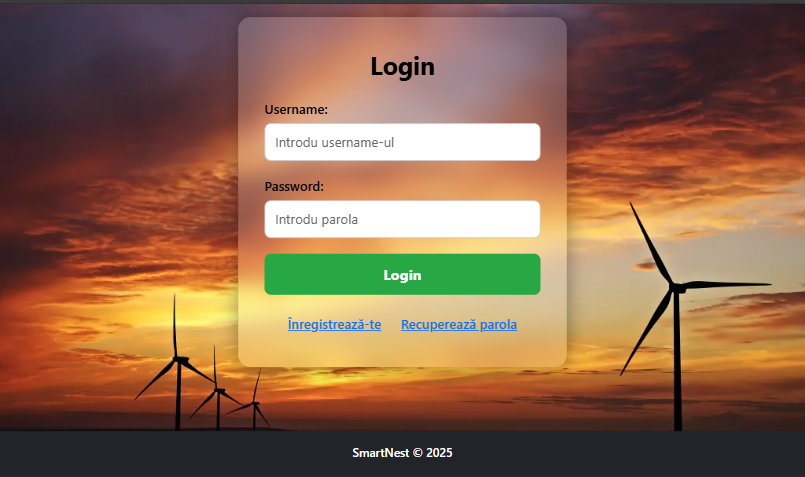 Login
Username:
Introdu username-ul
Password:
Introdu parola
Login
Înregistrează-te Recuperează parola
SmartNest © 2025